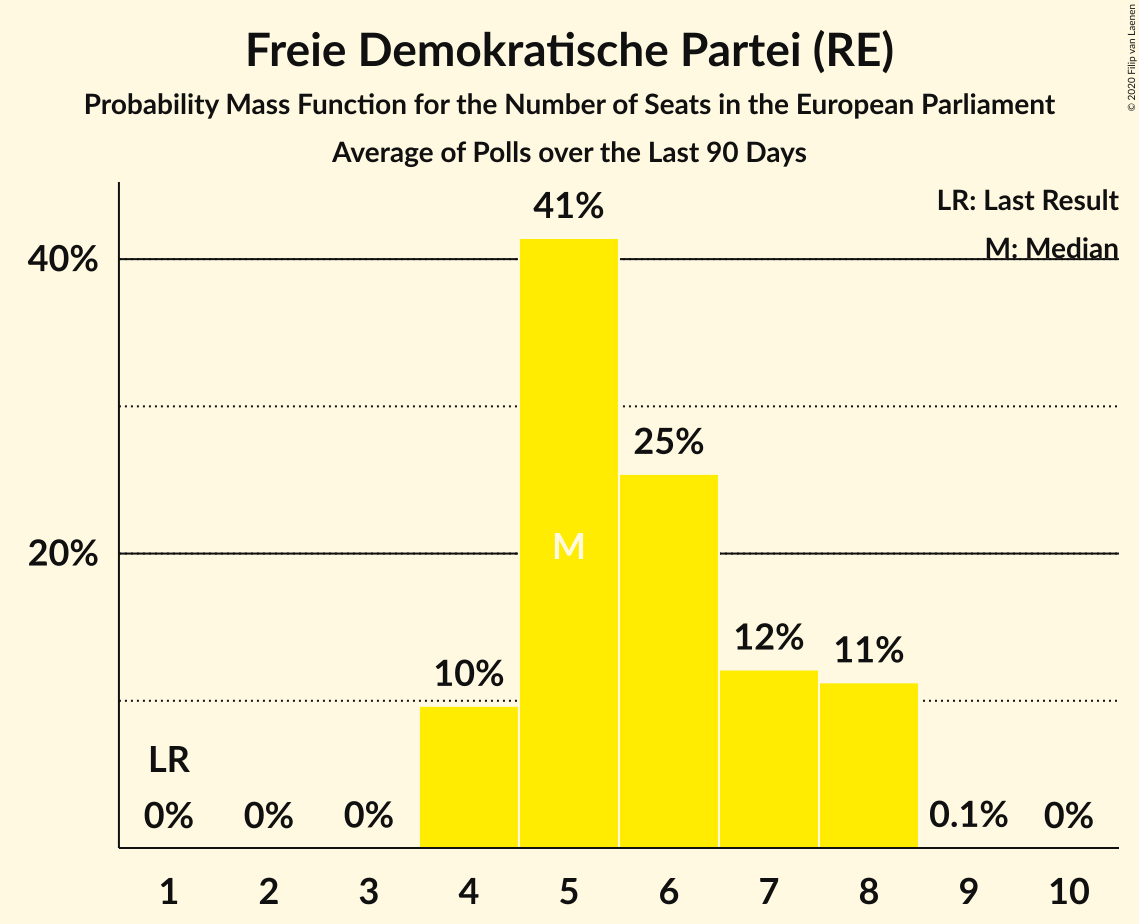 Freie Demokratische Partei (RE)
Probability Mass Function for the Number of Seats in the European Parliament
Average of Polls over the Last 90 Days
© 2020 Filip van Laenen
LR: Last Result
M: Median
41%
40%
25%
M
20%
12%
11%
10%
LR
0%
0%
0%
0.1%
0%
1 2 3 4 5 6 7 8 9 10